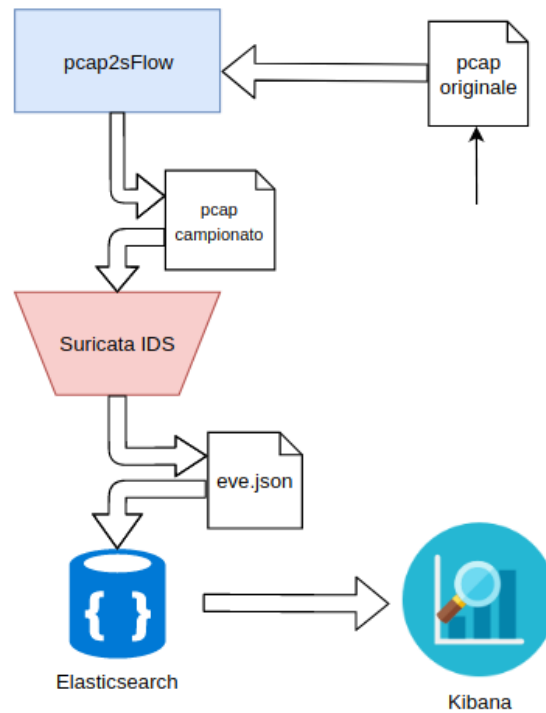 pcap2sFlow
pcap
originale
pcap
campionato
Suricata IDS
eve.json
{ }
Elasticsearch
Kibana